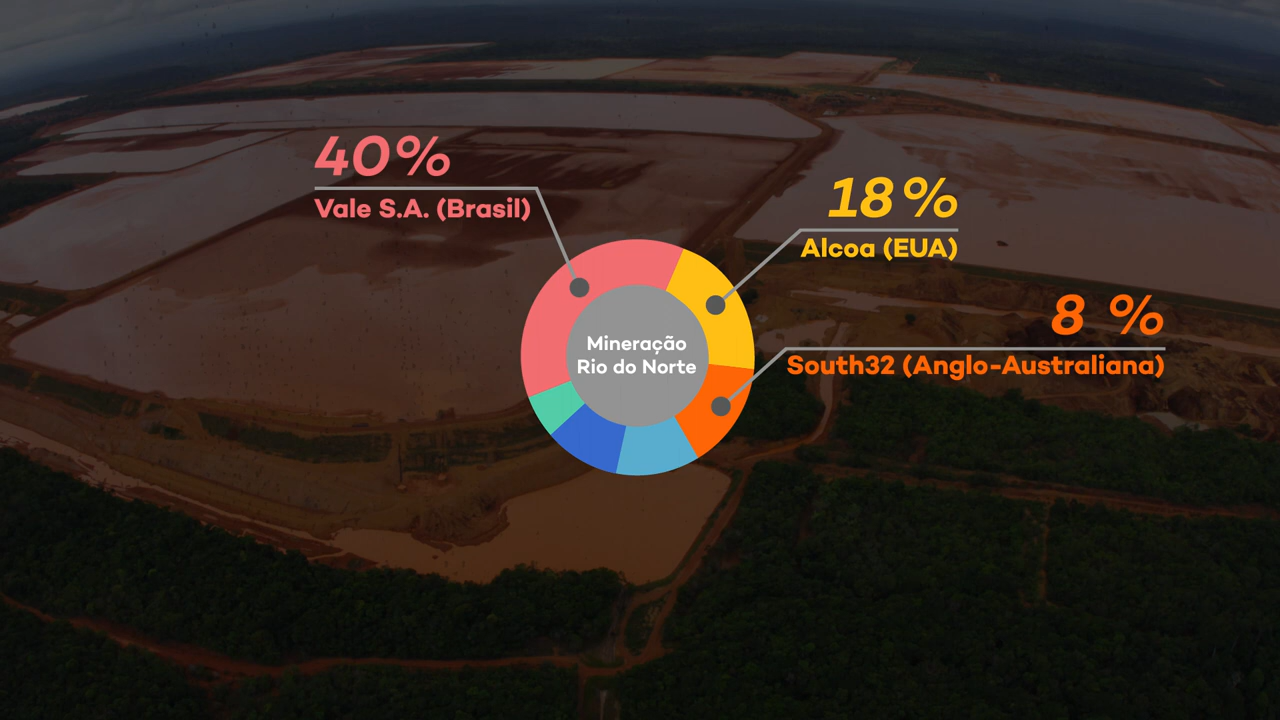 40%
Vale S.A. (Brasil)
18%
Alcoa (EUA)
8 %
South32 (Anglo-Australiana)
Mineração
Rio do Norte